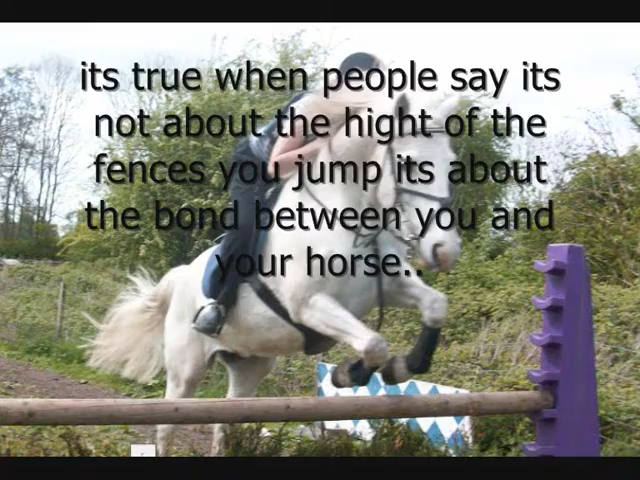 its true when people say its
not about the hight of the
fences you jump its about
the bond between you and
your horse..